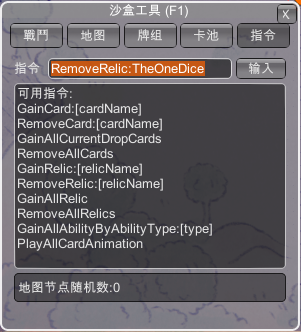 沙盒工具 (F1)
X
戰鬥 地图 牌组 卡池 指令
指令 RemoveRelic:TheOneDice 输入
可用指令:
GainCard:[cardName]
RemoveCard:[cardName]
GainAllCurrentDropCards
RemoveAllCards
GainRelic:[relicName]
RemoveRelic:[relicName]
GainAllRelic
RemoveAllRelics
GainAllAbilityByAbilityType:[type]
PlayAllCardAnimation
地图节点随机数:0